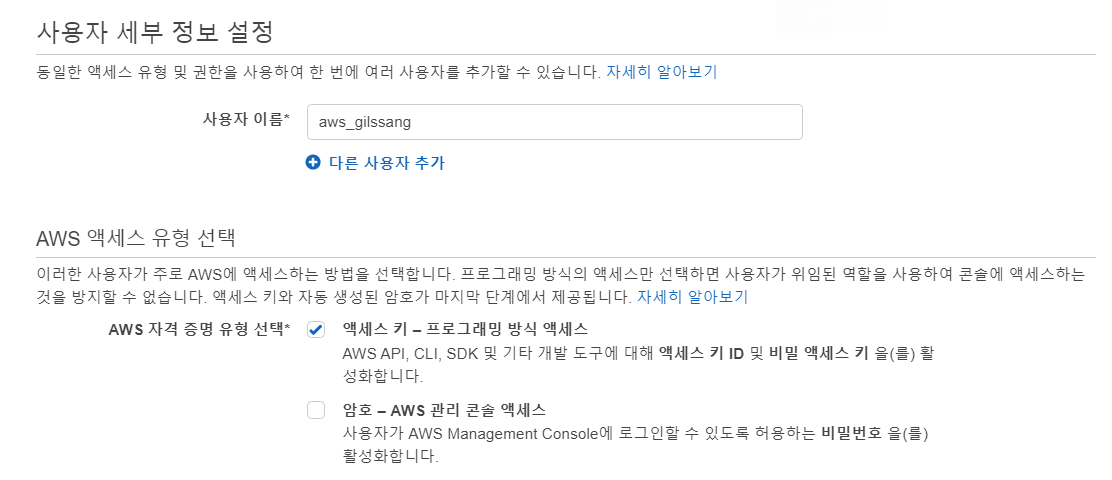 사용자 세부 정보 설정
동일한 액세스 유형 및 권한을 사용하여 한 번에 여러 사용자를 추가할 수 있습니다. 자세히 알아보기
사용자 이름* aws_gilssang
다른 사용자 추가
AWS 액세스 유형 선택
이러한 사용자가 주로 AWS에 액세스하는 방법을 선택합니다. 프로그래밍 방식의 액세스만 선택하면 사용자가 위임된 역할을 사용하여 콘솔에 액세스하는
것을 방지할 수 없습니다. 액세스 키와 자동 생성된 암호가 마지막 단계에서 제공됩니다. 자세히 알아보기
AWS 자격 증명 유형 선택* 액세스 키 – 프로그래밍 방식 액세스
AWS API, CLI, SDK 및 기타 개발 도구에 대해 액세스 키 ID 및 비밀 액세스 키 을(를) 활
성화합니다.
암호 – AWS 관리 콘솔 액세스
사용자가 AWS Management Console에 로그인할 수 있도록 허용하는 비밀번호 을(를)
활성화합니다.